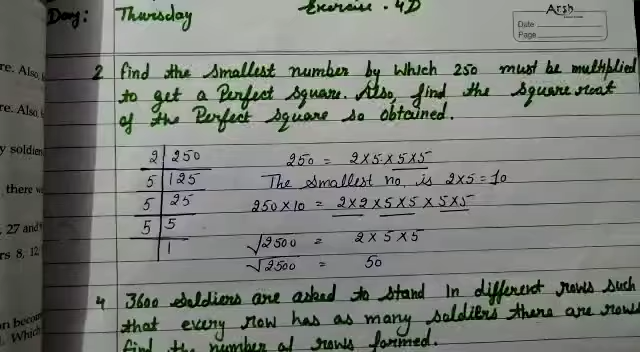 Day: Thursday Exercise - 4D
Arsh
Date
Page
re. Also,
re. Also,
y soldier
there w
, 27 and
rs 8, 12
on becom
. Which
2 find the smallest number by which 250 must be multiplied
to get a Perfect square. Also, find the square root
of the Perfect Square so obtained.
2 | 250
5 | 125
5 | 25
5 | 5
1
250 = 2×5×5×5
The smallest no. is 2×5=10
250×10 = 2×2×5×5×5×5
√2500 = 2×5×5
√2500 = 50
4 3600 soldiers are asked to stand in different rows such
that every row has as many soldiers there are rows
find the number of rows formed.